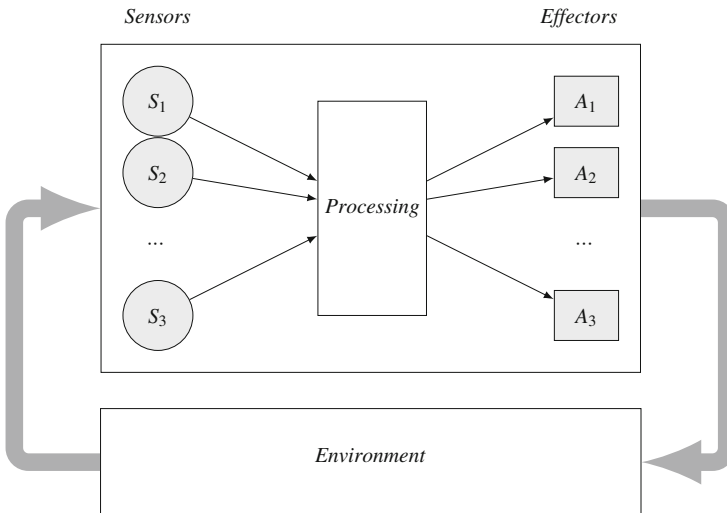 Sensors Effectors
S1 A1
S2 A2
Processing
... ...
S3 A3
Environment